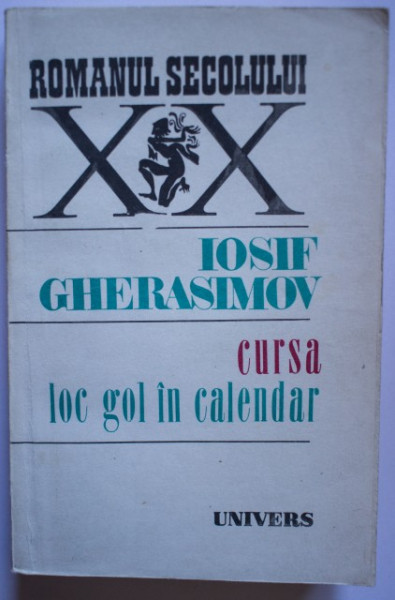 ROMANUL SECOLULUI
XX
IOSIF
GHERASIMOV
cursa
loc gol în calendar
UNIVERS